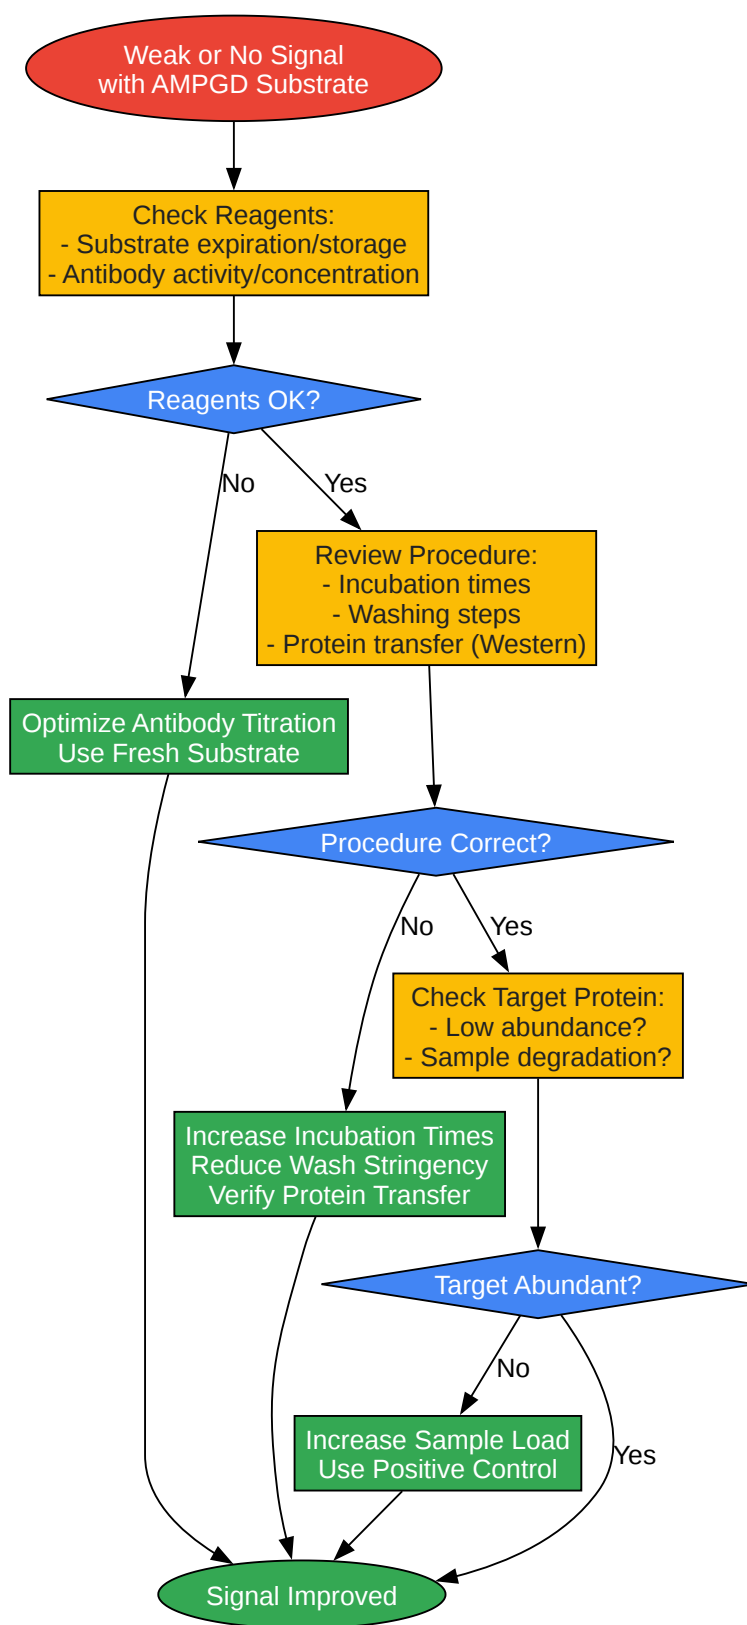 Weak or No Signal
with AMPGD Substrate
Check Reagents:
- Substrate expiration/storage
- Antibody activity/concentration
Reagents OK?
No
Yes
Review Procedure:
- Incubation times
- Washing steps
- Protein transfer (Western)
Optimize Antibody Titration
Use Fresh Substrate
Procedure Correct?
No
Yes
Check Target Protein:
- Low abundance?
- Sample degradation?
Increase Incubation Times
Reduce Wash Stringency
Verify Protein Transfer
Target Abundant?
No
Yes
Increase Sample Load
Use Positive Control
Signal Improved